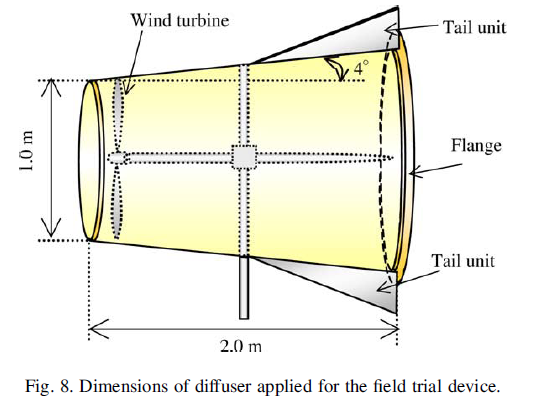 Wind turbine
Tail unit
4°
1.0 m
Flange
Tail unit
2.0 m
Fig. 8. Dimensions of diffuser applied for the field trial device.